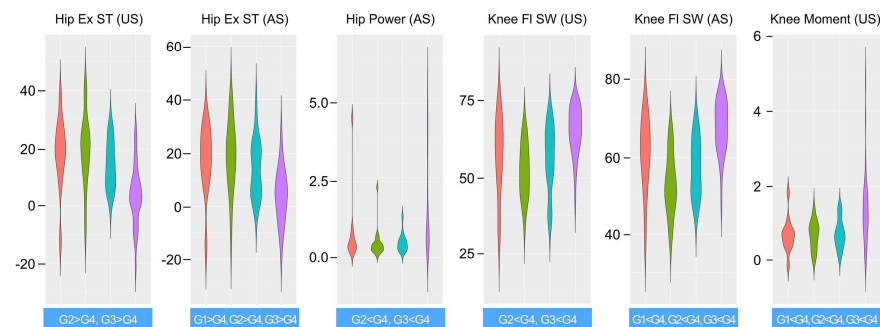 Hip Ex ST (US)
Hip Ex ST (AS)
Hip Power (AS)
Knee Fl SW (US)
Knee Fl SW (AS)
Knee Moment (US)
40
20
0
-20
60
40
20
0
-20
5.0
2.5
0.0
75
50
25
80
60
40
6
4
2
0
G2>G4, G3>G4
G1>G4,G2>G4,G3>G4
G2<G4, G3<G4
G2<G4, G3<G4
G1<G4,G2<G4,G3<G4
G1<G4,G2<G4,G3<G4